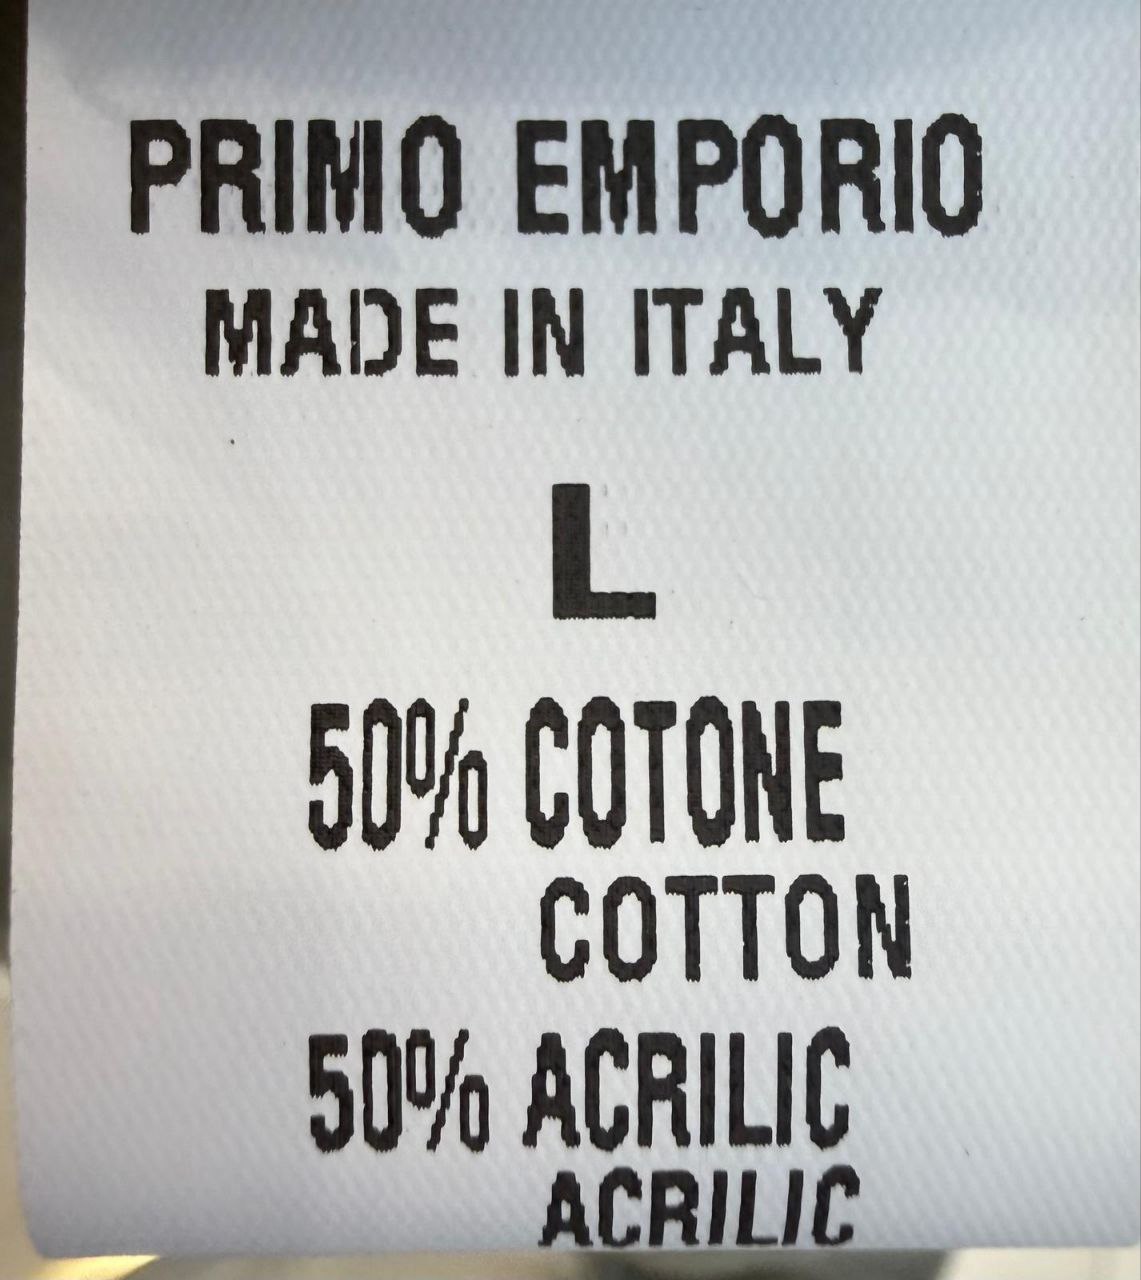 PRIMO EMPORIO
MADE IN ITALY
L
50% COTONE
COTTON
50% ACRILIC
ACRILIC